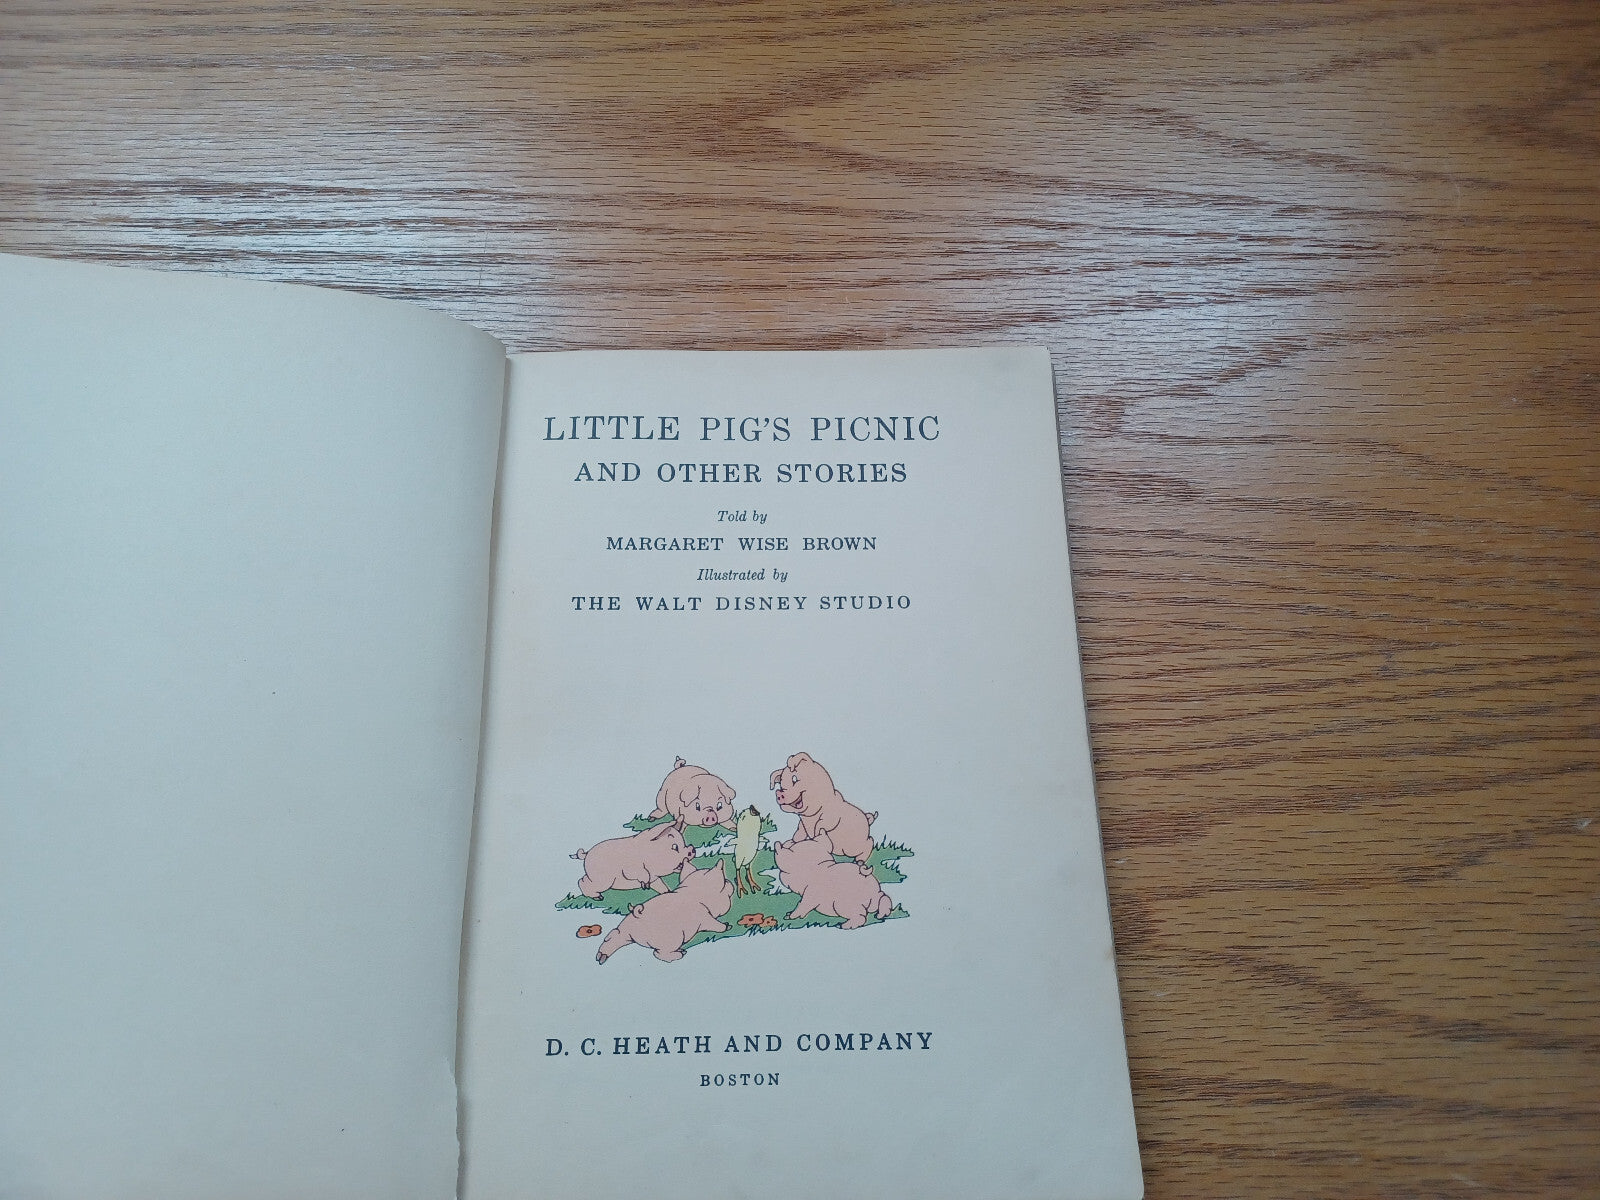 LITTLE PIG'S PICNIC
AND OTHER STORIES
Told by
MARGARET WISE BROWN
Illustrated by
THE WALT DISNEY STUDIO
D. C. HEATH AND COMPANY
BOSTON